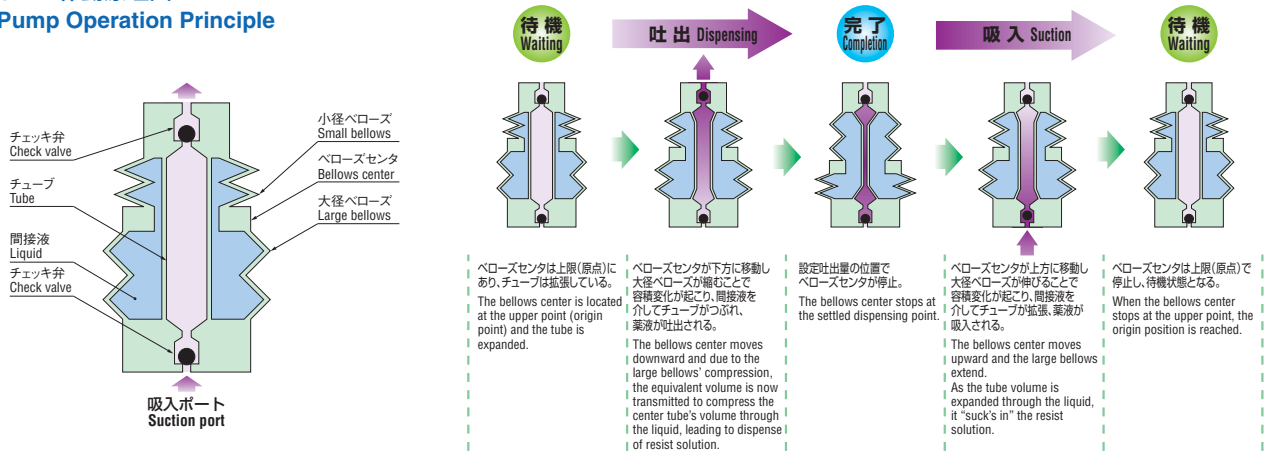 Pump Operation Principle
チェッキ弁
Check valve
チューブ
Tube
間接液
Liquid
チェッキ弁
Check valve
小径ベローズ
Small bellows
ベローズセンタ
Bellows center
大径ベローズ
Large bellows
吸入ポート
Suction port
待機
Waiting
吐出 Dispensing
完了
Completion
吸入 Suction
待機
Waiting
ベローズセンタは上限(原点)に
あり、チューブは拡張している。
The bellows center is located
at the upper point (origin
point) and the tube is
expanded.
ベローズセンタが下方に移動し
大径ベローズが縮むことで
容積変化が起こり、間接液を
介してチューブがつぶれ、
薬液が吐出される。
The bellows center moves
downward and due to the
large bellows' compression,
the equivalent volume is now
transmitted to compress the
center tube's volume through
the liquid, leading to dispense
of resist solution.
設定吐出量の位置で
ベローズセンタが停止。
The bellows center stops at
the settled dispensing point.
ベローズセンタが上方に移動し
大径ベローズが伸びることで
容積変化が起こり、間接液を
介してチューブが拡張、薬液が
吸入される。
The bellows center moves
upward and the large bellows
extend.
As the tube volume is
expanded through the liquid,
it "suck's in" the resist
solution.
ベローズセンタは上限(原点)で
停止し、待機状態となる。
When the bellows center
stops at the upper point, the
origin position is reached.